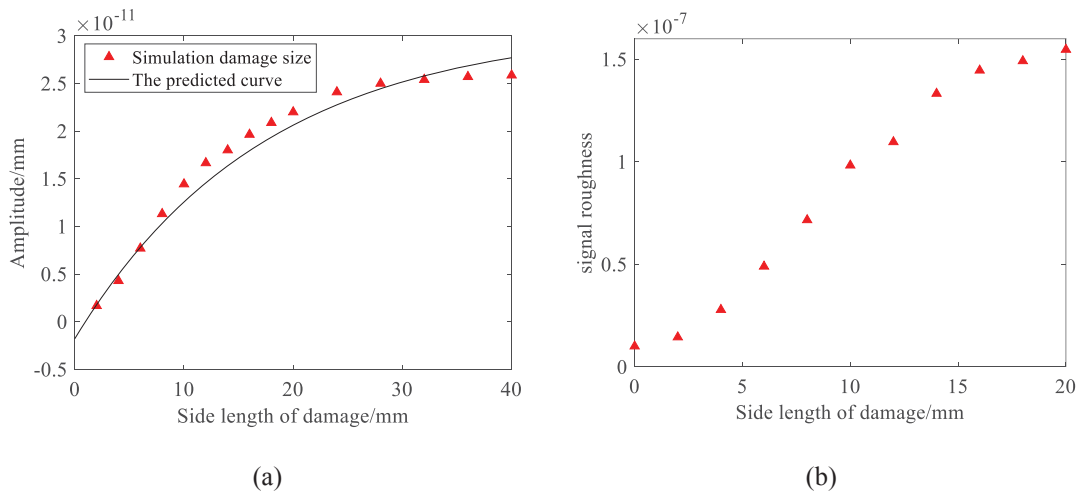 ×10⁻¹¹
3
2.5
2
1.5
1
0.5
0
-0.5
Amplitude/mm
Simulation damage size
The predicted curve
0 10 20 30 40
Side length of damage/mm
(a)
×10⁻⁷
1.5
1
0.5
0
signal roughness
0 5 10 15 20
Side length of damage/mm
(b)